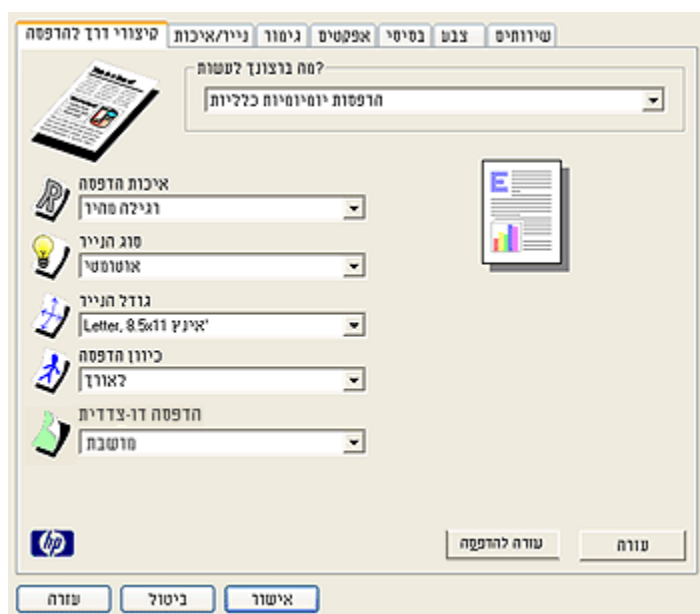 קיצורי דרך להדפסה
נייר/איכות
גימור
אפקטים
בסיסי
צבע
שירותים
מה ברצונך לעשות?
הדפסות יומיומיות כלליות
איכות הדפסה
רגילה מהיר
סוג הנייר
אוטומטי
גודל הנייר
Letter, 8.5x11 אינץ'
כיוון הדפסה
לאורך
הדפסה דו-צדדית
מושבת
hp
עזרה להדפסה
עזרה
אישור
ביטול
עזרה